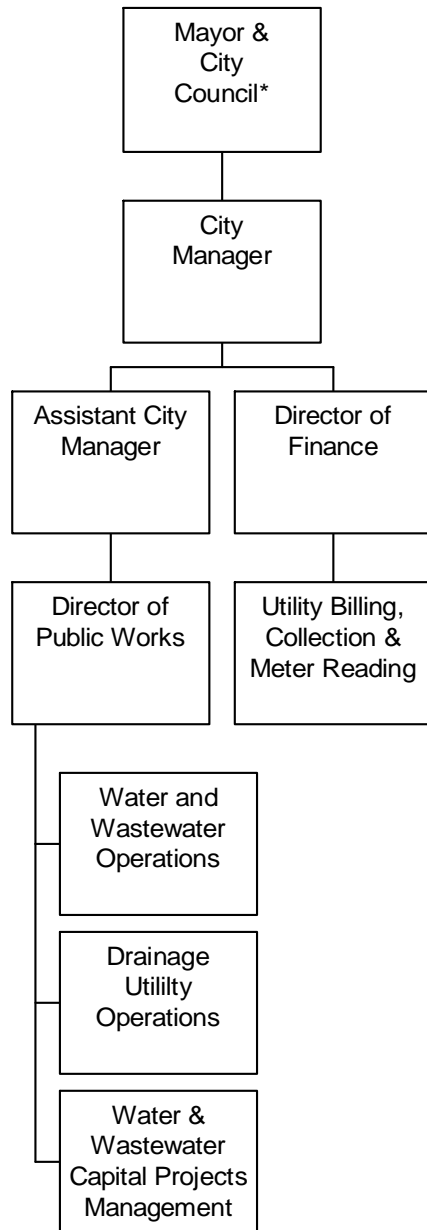 Mayor &
City
Council*
City
Manager
Assistant City
Manager
Director of
Finance
Director of
Public Works
Utility Billing,
Collection &
Meter Reading
Water and
Wastewater
Operations
Drainage
Utililty
Operations
Water &
Wastewater
Capital Projects
Management